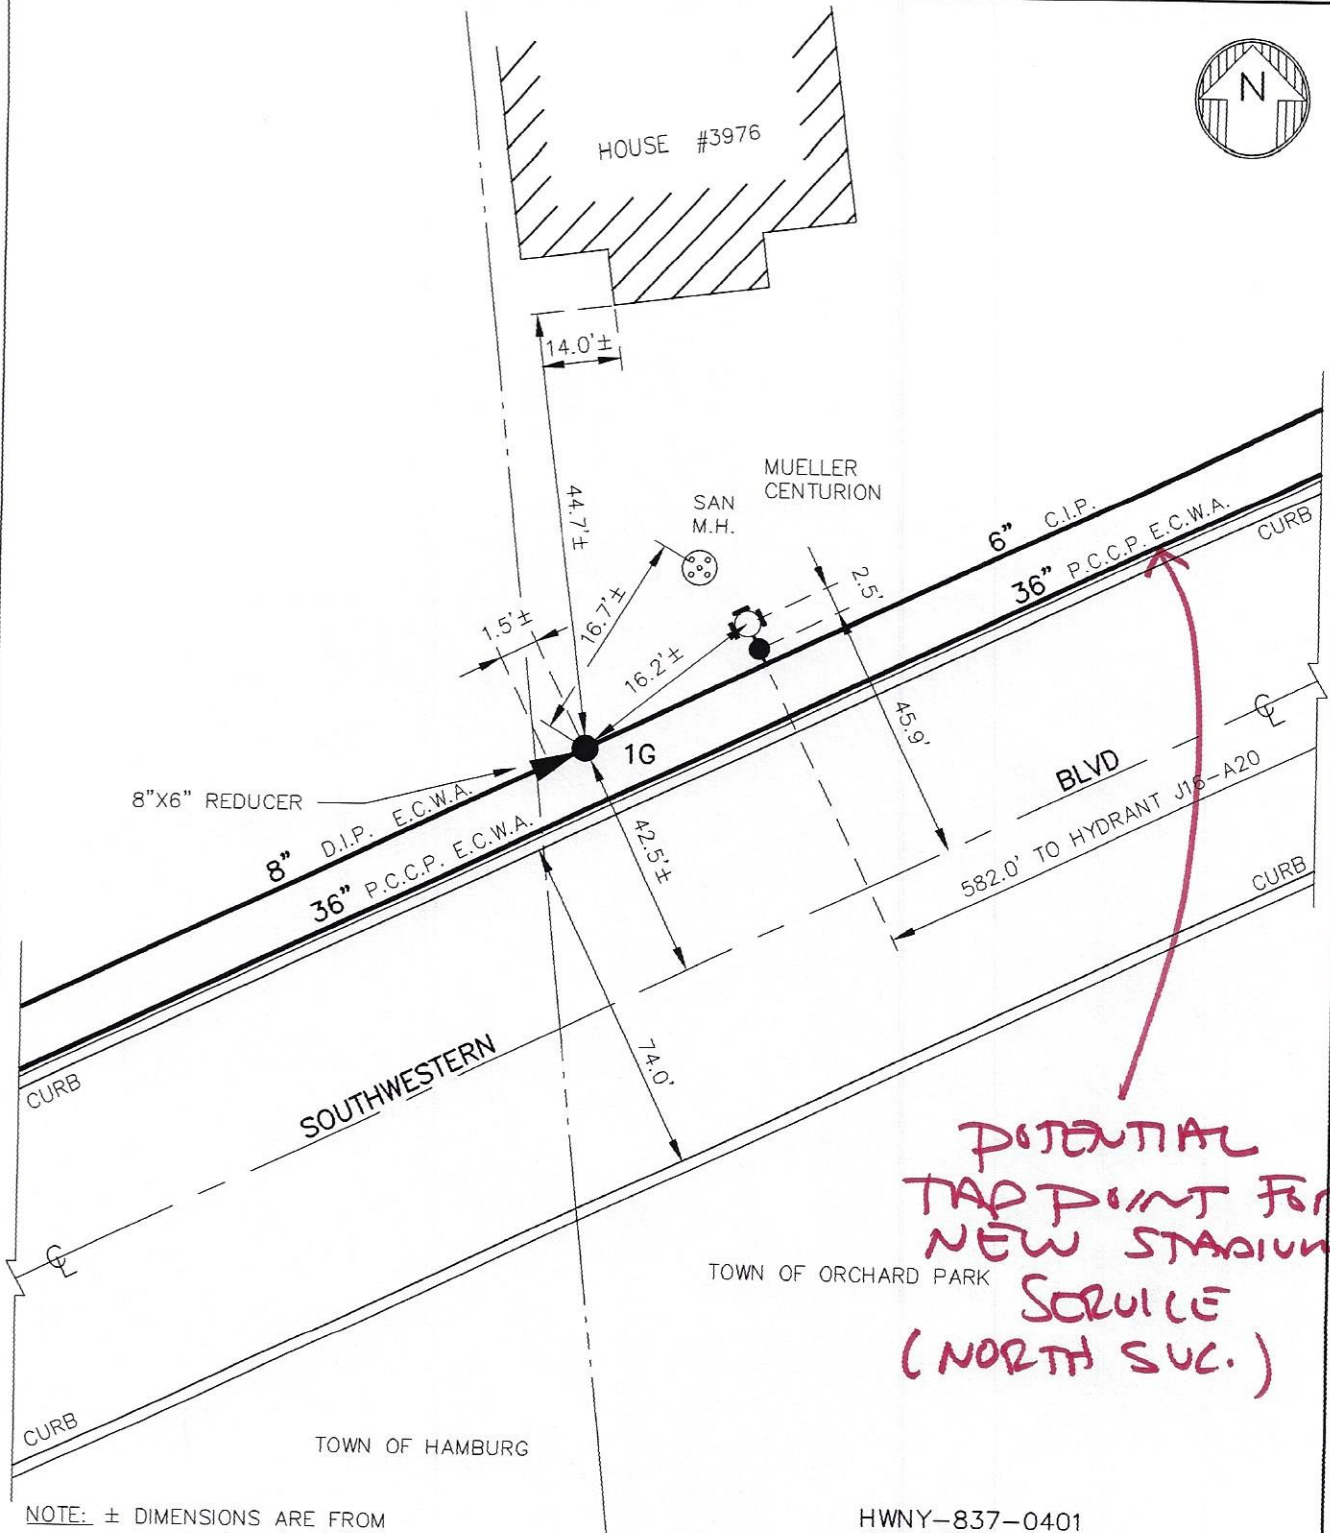 N
HOUSE #3976
14.0'±
44.7'±
MUELLER
CENTURION
SAN
M.H.
6" C.I.P.
36" P.C.C.P. E.C.W.A.
CURB
2.5'
16.7'±
1.5'±
16.2'±
45.9'
1G
8"X6" REDUCER
8" D.I.P. E.C.W.A.
36" P.C.C.P. E.C.W.A.
42.5'±
℄
SOUTHWESTERN BLVD
582.0' TO HYDRANT J16-A20
CURB
74.0'
CURB
℄
POTENTIAL
TAP POINT FOR
NEW STADIUM
SERVICE
(NORTH SVC.)
TOWN OF ORCHARD PARK
CURB
TOWN OF HAMBURG
NOTE: ± DIMENSIONS ARE FROM
HWNY-837-0401